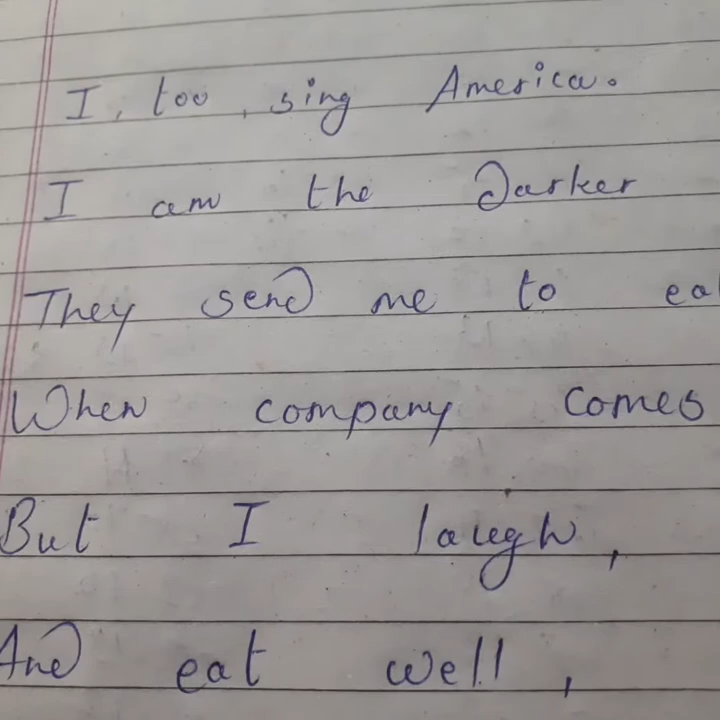 I, too, sing America.
I am the Darker
They send me to
When company comes
But I laugh,
And eat well,